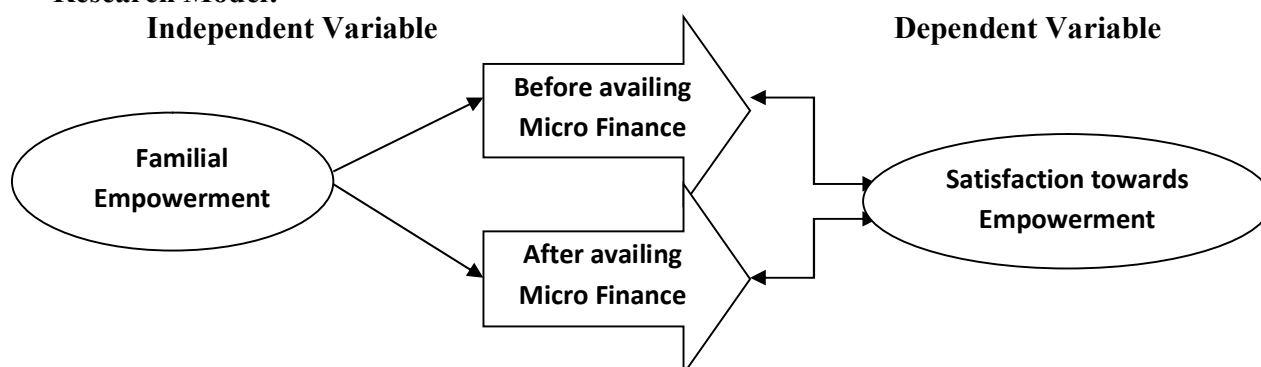 Research Model:
Independent Variable
Dependent Variable
Before availing
Micro Finance
Familial
Empowerment
Satisfaction towards
Empowerment
After availing
Micro Finance